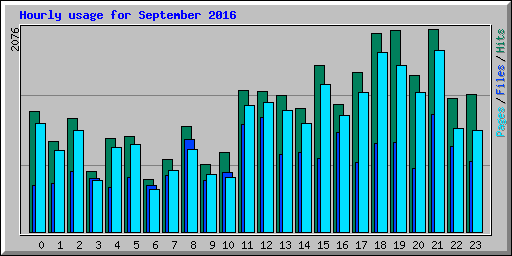 Hourly usage for September 2016
2076
Pages/Files/Hits
0 1 2 3 4 5 6 7 8 9 10 11 12 13 14 15 16 17 18 19 20 21 22 23